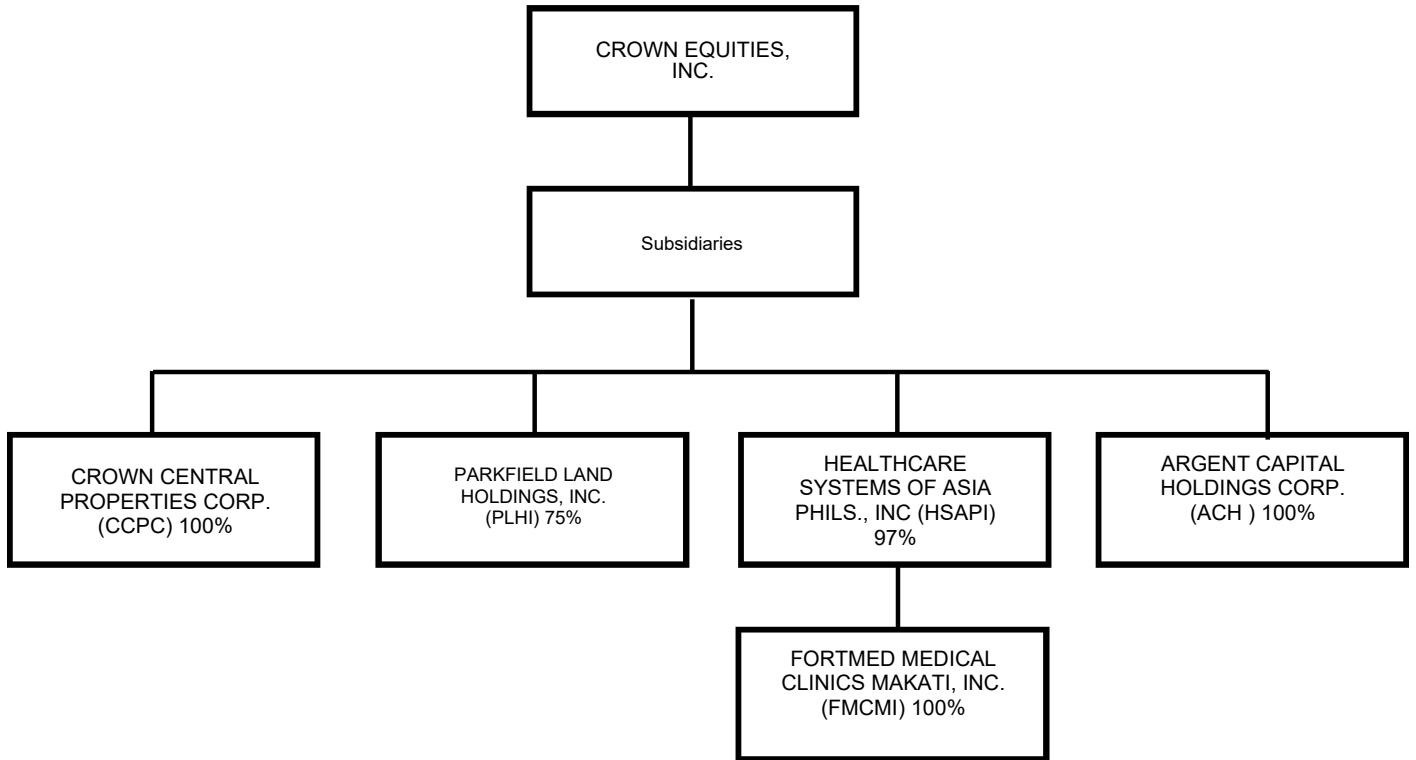 CROWN EQUITIES,
INC.
Subsidiaries
CROWN CENTRAL
PROPERTIES CORP.
(CCPC) 100%
PARKFIELD LAND
HOLDINGS, INC.
(PLHI) 75%
HEALTHCARE
SYSTEMS OF ASIA
PHILS., INC (HSAPI)
97%
ARGENT CAPITAL
HOLDINGS CORP.
(ACH ) 100%
FORTMED MEDICAL
CLINICS MAKATI, INC.
(FMCMI) 100%